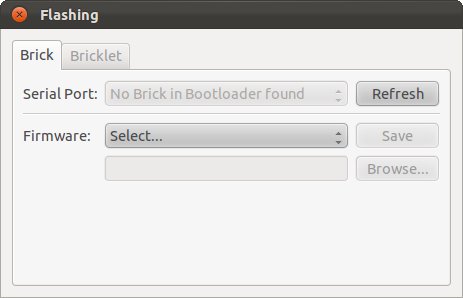 Flashing
Brick Bricklet
Serial Port: No Brick in Bootloader found Refresh
Firmware: Select... Save
Browse...